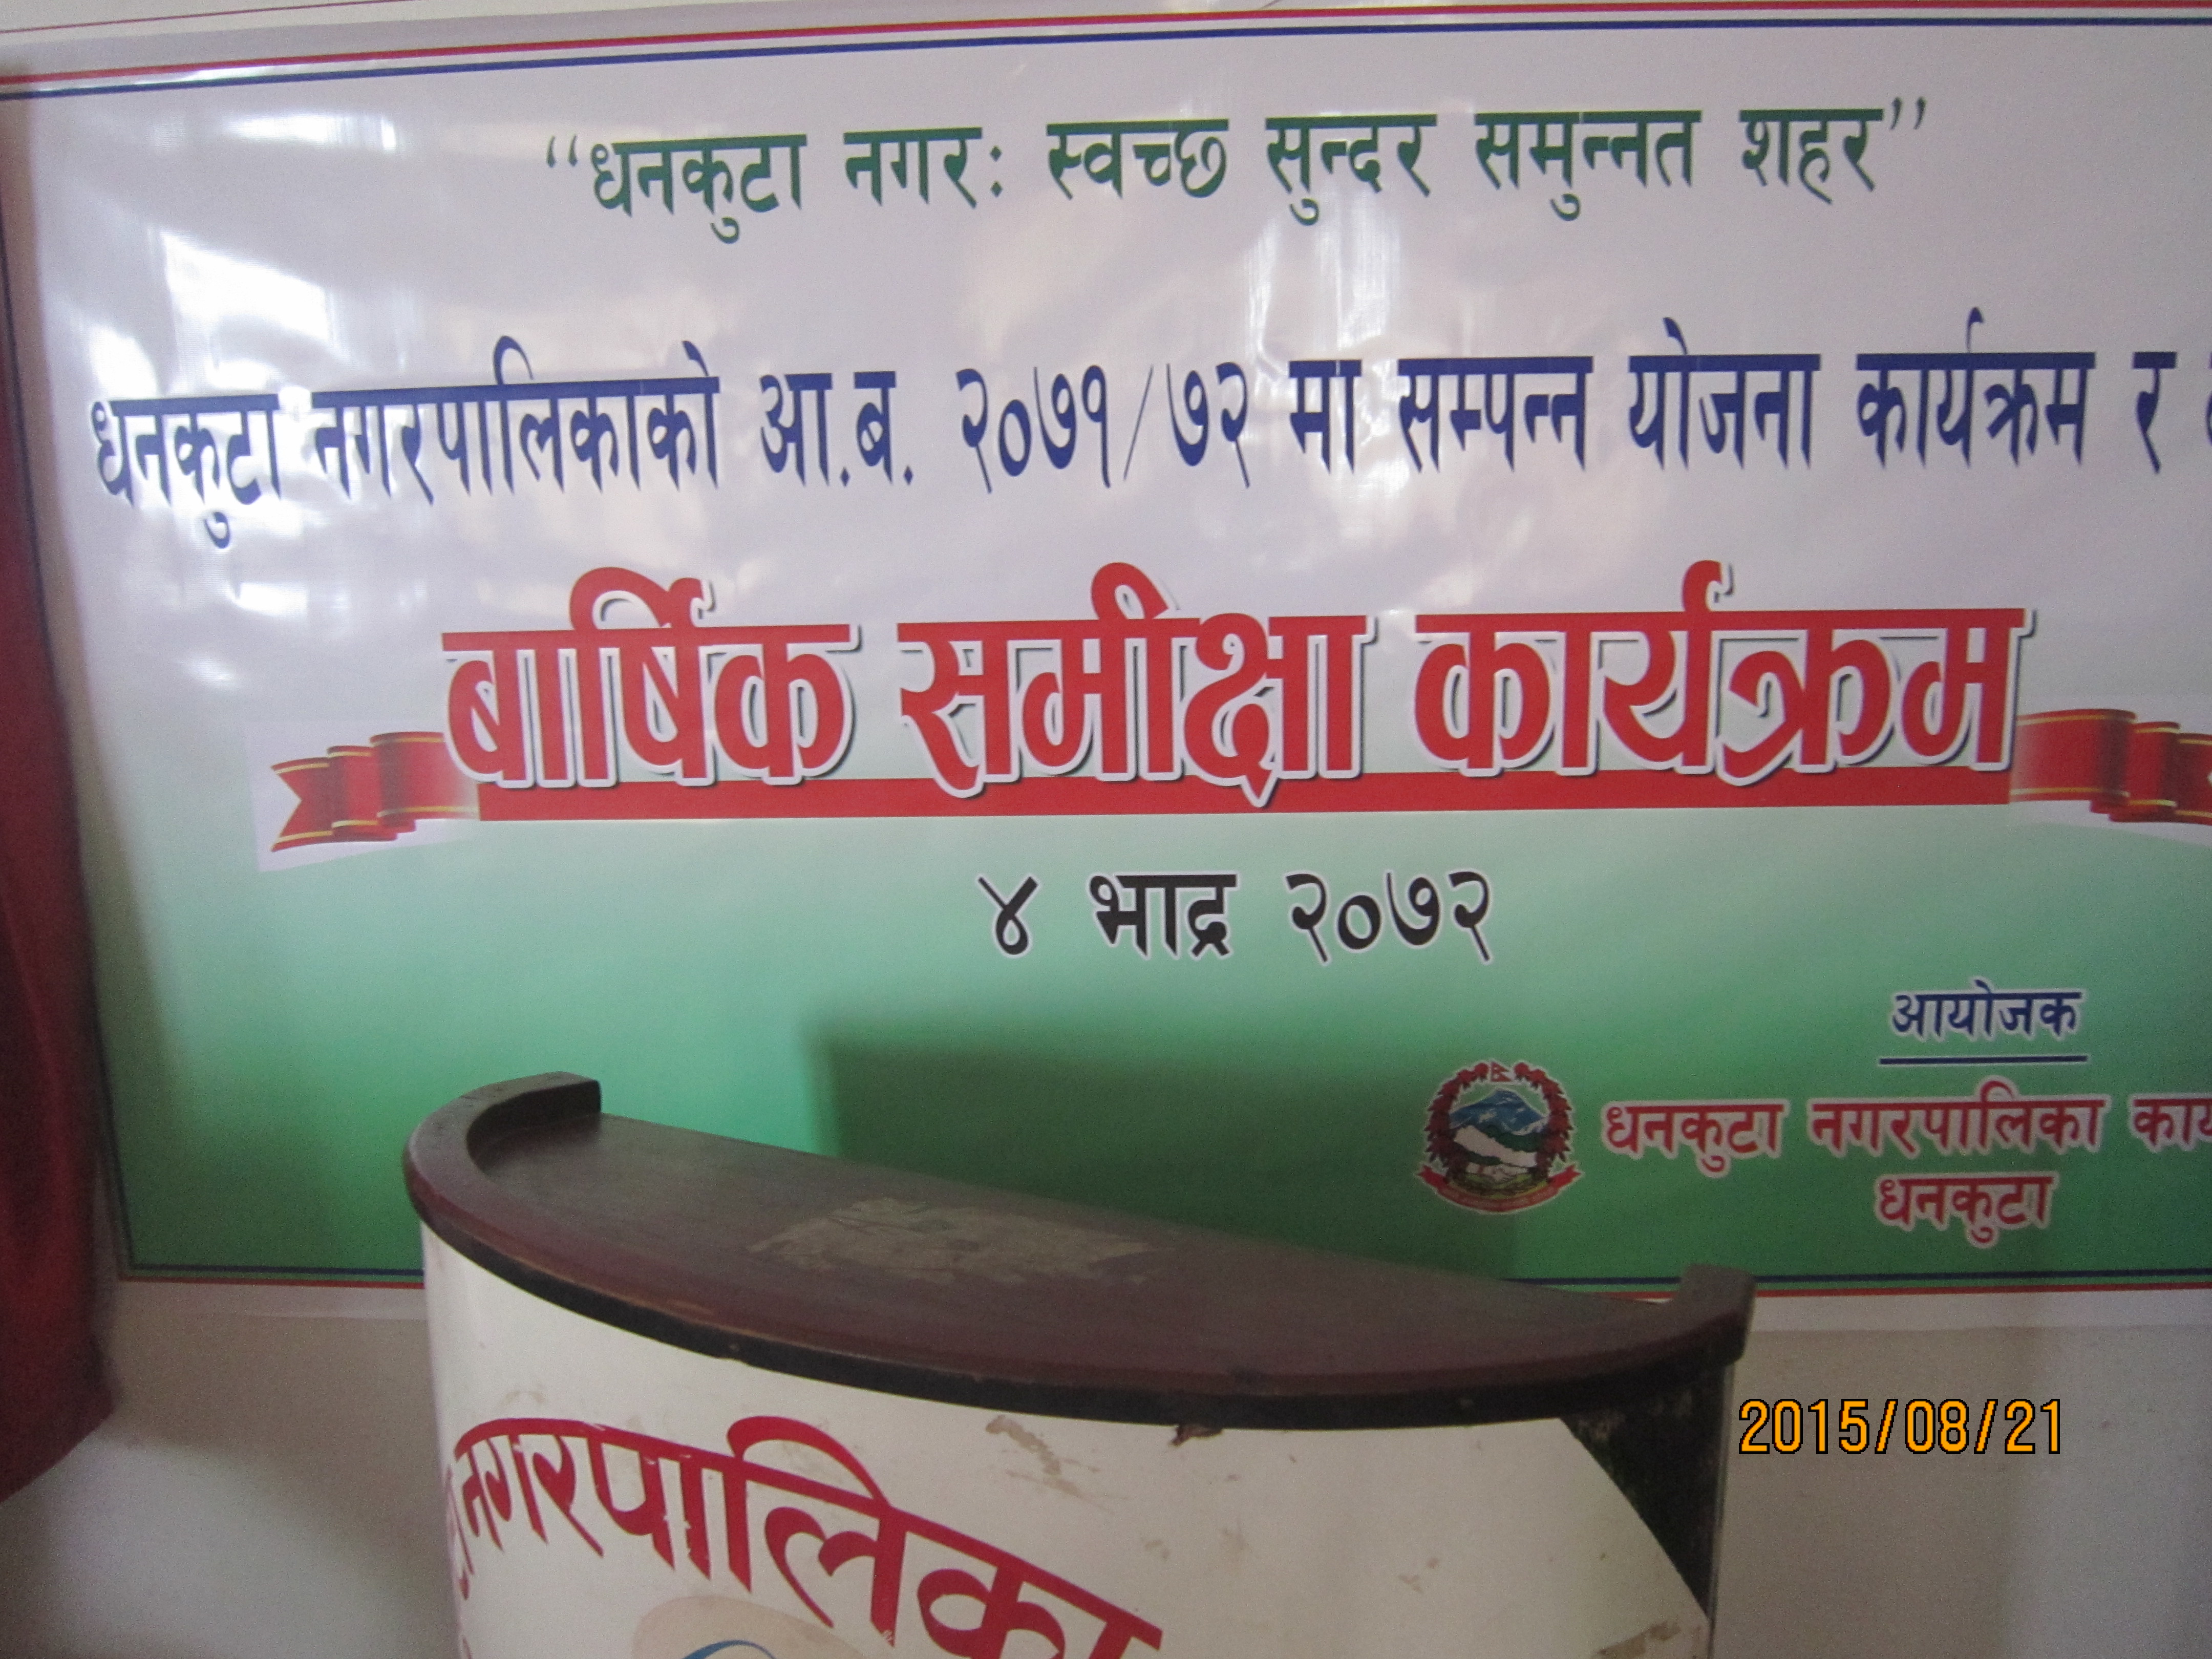 “धनकुटा नगरः स्वच्छ सुन्दर समुन्नत शहर”
धनकुटा नगरपालिकाको आ.ब. २०७१/७२ मा सम्पन्न योजना कार्यक्रम र
बार्षिक समीक्षा कार्यक्रम
४ भाद्र २०७२
आयोजक
धनकुटा नगरपालिका
धनकुटा
नगरपालिका
2015/08/21